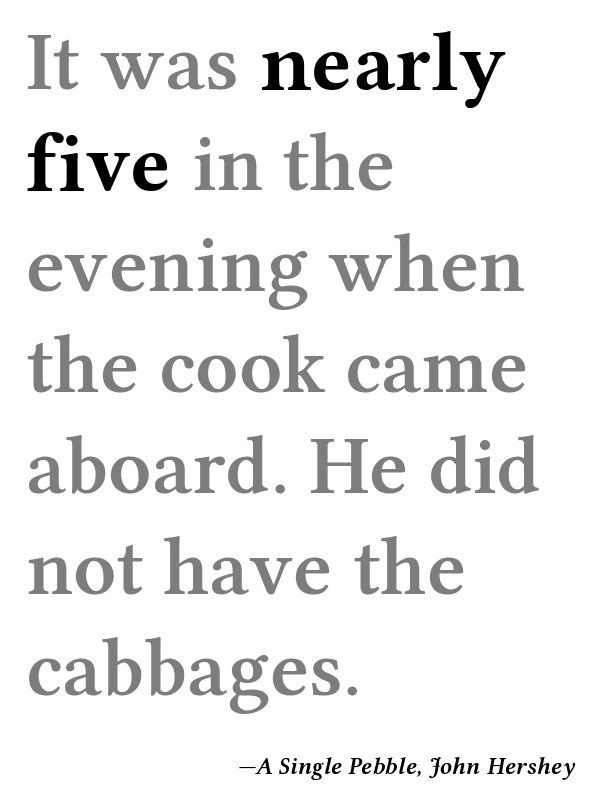 It was nearly
five in the
evening when
the cook came
aboard. He did
not have the
cabbages.
—A Single Pebble, John Hershey